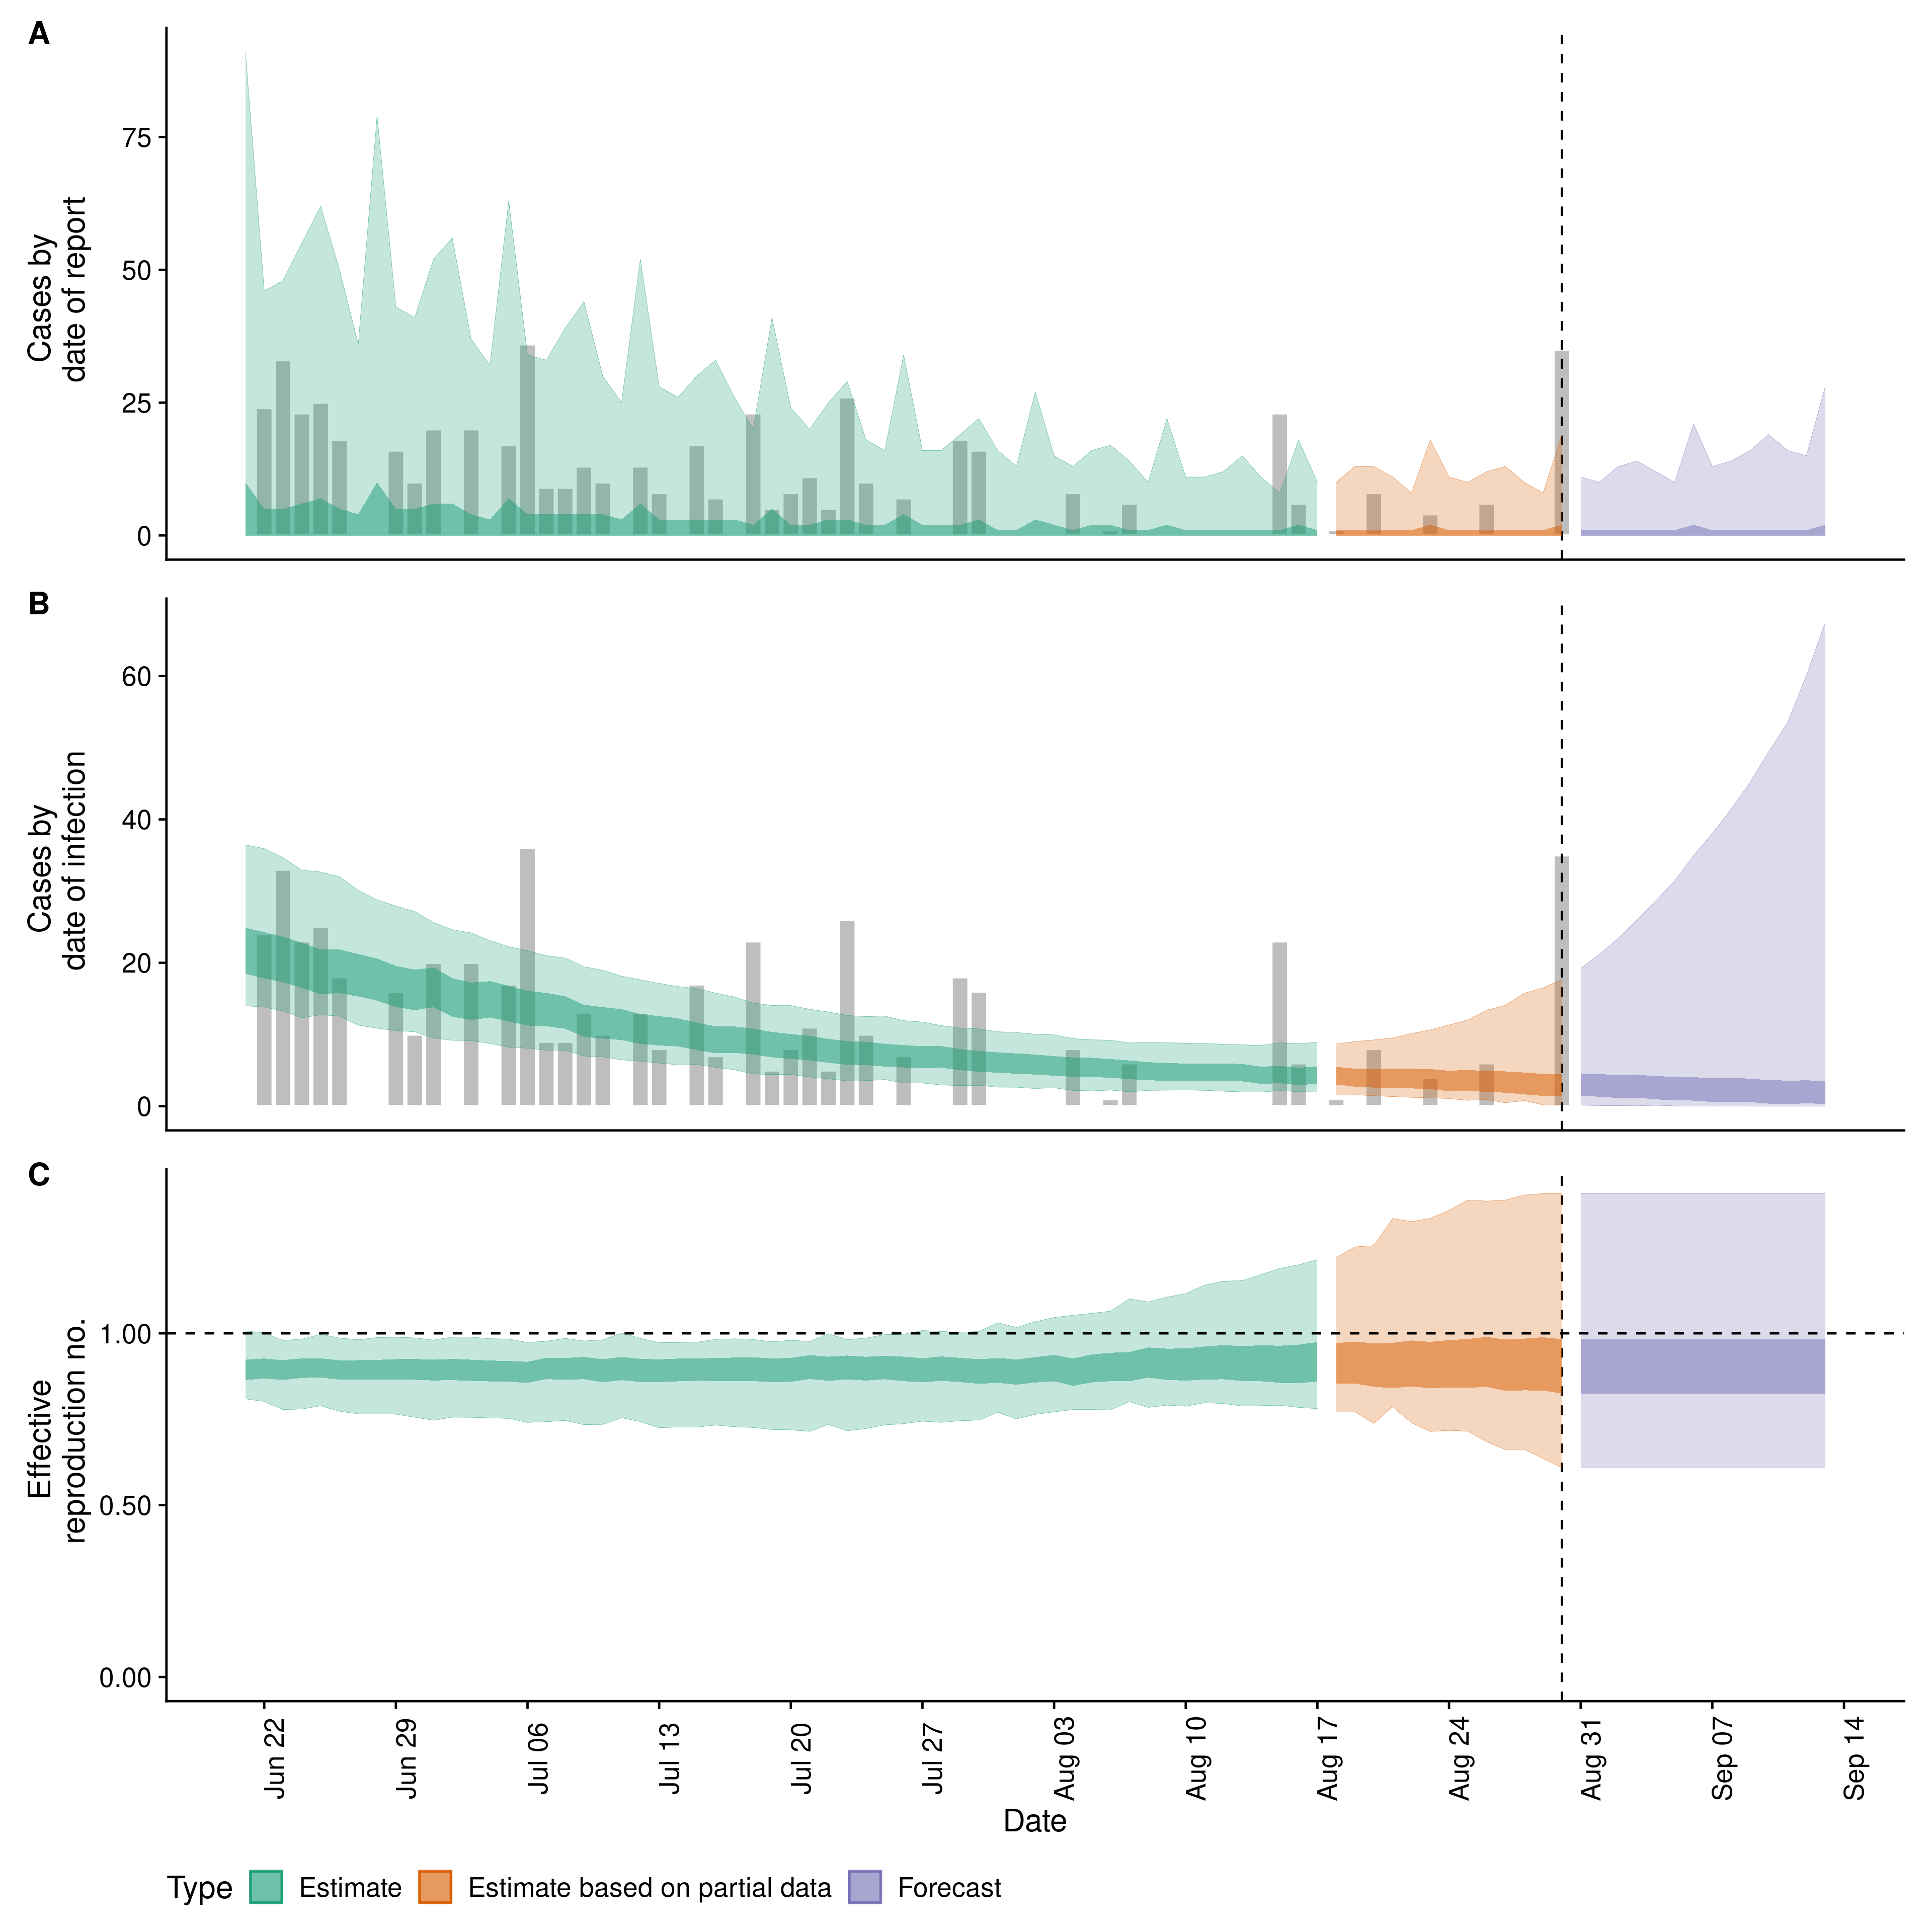 A
Cases by
date of report
75
50
25
0
B
Cases by
date of infection
60
40
20
0
C
Effective
reproduction no.
1.00
0.50
0.00
Jun 22
Jun 29
Jul 06
Jul 13
Jul 20
Jul 27
Aug 03
Aug 10
Aug 17
Aug 24
Aug 31
Sep 07
Sep 14
Date
Type Estimate Estimate based on partial data Forecast